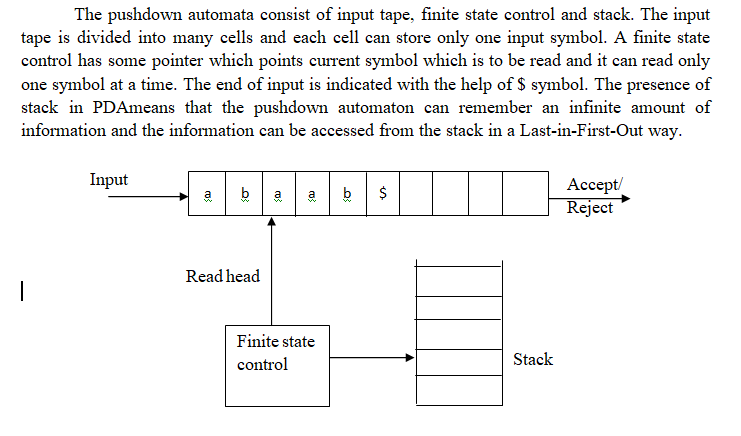 The pushdown automata consist of input tape, finite state control and stack. The input
tape is divided into many cells and each cell can store only one input symbol. A finite state
control has some pointer which points current symbol which is to be read and it can read only
one symbol at a time. The end of input is indicated with the help of $ symbol. The presence of
stack in PDAmeans that the pushdown automaton can remember an infinite amount of
information and the information can be accessed from the stack in a Last-in-First-Out way.
Input
a b a a b $
Accept/
Reject
Read head
Finite state
control
Stack